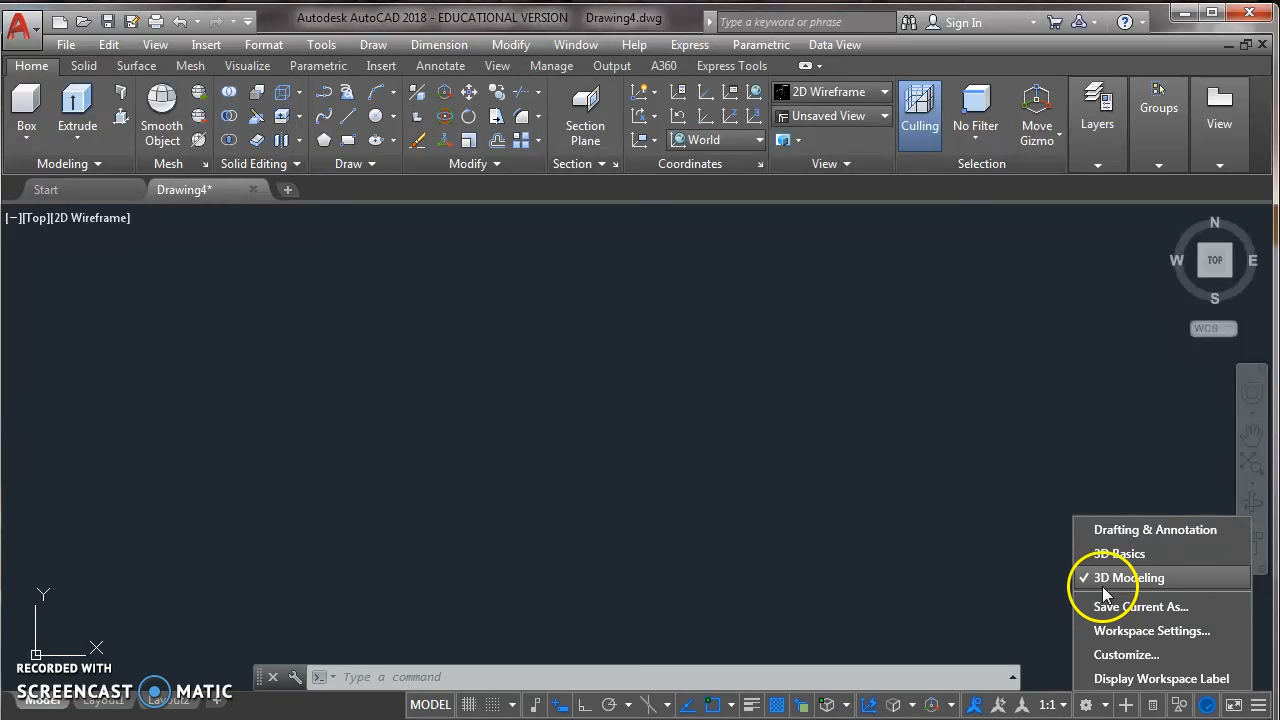 Autodesk AutoCAD 2018 - EDUCATIONAL VERSION Drawing4.dwg Type a keyword or phrase Sign In
File Edit View Insert Format Tools Draw Dimension Modify Window Help Express Parametric Data View
Home Solid Surface Mesh Visualize Parametric Insert Annotate View Manage Output A360 Express Tools
2D Wireframe
Unsaved View
Box Extrude Smooth Object Section Plane World Culling No Filter Move Gizmo Layers Groups View
Modeling Mesh Solid Editing Draw Modify Section Coordinates View Selection
Start Drawing4*
[−][Top][2D Wireframe]
N
W TOP E
S
WCS
Drafting & Annotation
3D Basics
3D Modeling
Save Current As...
Workspace Settings...
Customize...
Display Workspace Label
Y
X
RECORDED WITH
SCREENCAST MATIC
Type a command
Model Layout1 Layout2
MODEL 1:1